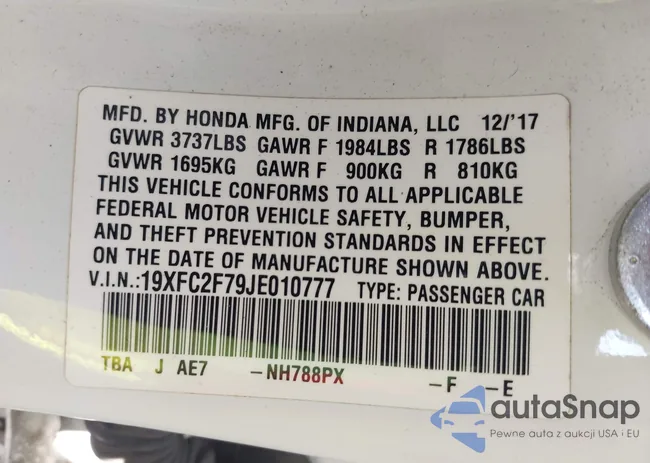 MFD. BY HONDA MFG. OF INDIANA, LLC 12/'17
GVWR 3737LBS GAWR F 1984LBS R 1786LBS
GVWR 1695KG GAWR F 900KG R 810KG
THIS VEHICLE CONFORMS TO ALL APPLICABLE
FEDERAL MOTOR VEHICLE SAFETY, BUMPER,
AND THEFT PREVENTION STANDARDS IN EFFECT
ON THE DATE OF MANUFACTURE SHOWN ABOVE.
V.I.N.:19XFC2F79JE010777 TYPE: PASSENGER CAR
TBA J AE7 -NH788PX -F -E
autaSnap
Pewne auta z aukcji USA i EU